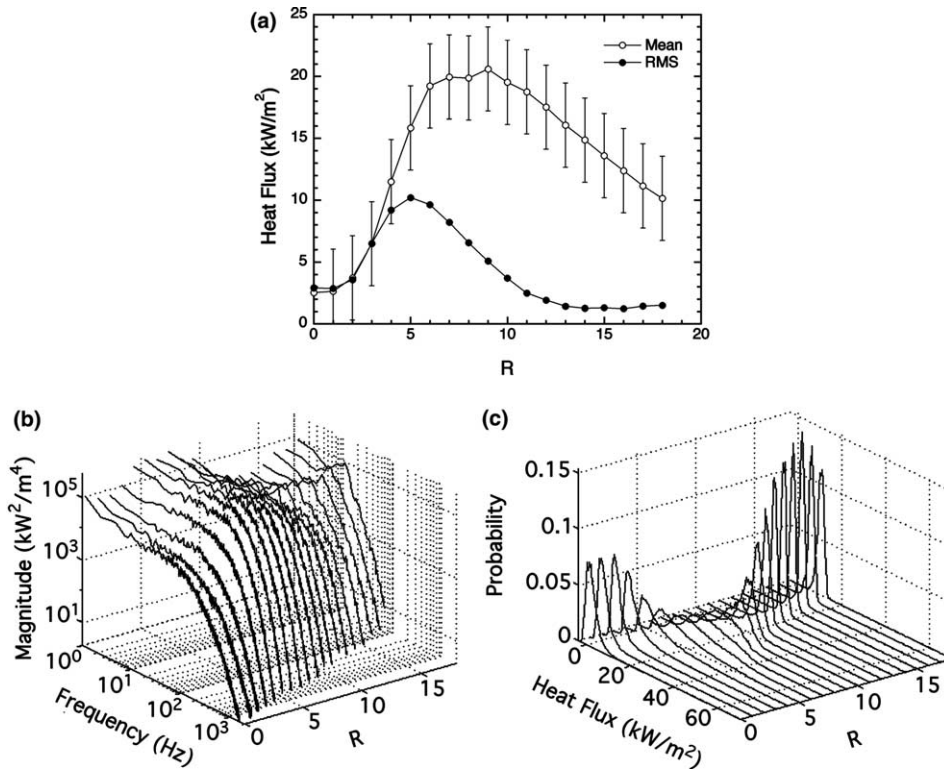 (a)
Heat Flux (kW/m²)
25
20
15
10
5
0
Mean
RMS
0 5 10 15 20
R
(b)
Magnitude (kW²/m⁴)
10⁵
10³
10¹
10⁰
10¹
10²
10³
Frequency (Hz)
0 5 10 15
R
(c)
Probability
0.15
0.1
0.05
0
0
20
40
60
Heat Flux (kW/m²)
0 5 10 15
R